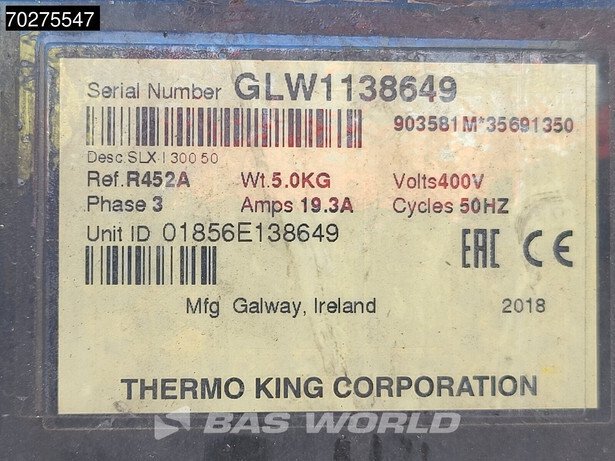 70275547
Serial Number GLW1138649
903581M*35691350
Desc.SLX i 300 50
Ref.R452A Wt.5.0KG Volts400V
Phase 3 Amps 19.3A Cycles 50HZ
Unit ID 01856E138649
EAC CE
Mfg Galway, Ireland 2018
THERMO KING CORPORATION
BAS WORLD